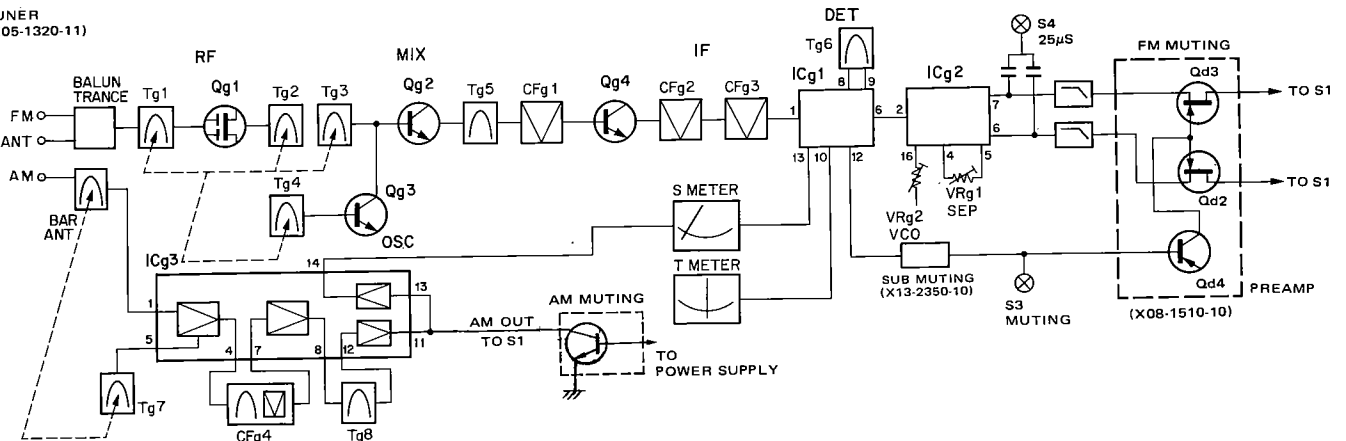 UNER
05-1320-11)
RF
MIX
IF
DET
Tg6
8 9
S4
25µS
FM MUTING
BALUN
TRANCE
Tg1
Qg1
Tg2
Tg3
Qg2
Tg5
CFg1
Qg4
CFg2
CFg3
ICg1
ICg2
Qd3
FM
ANT
1
6
2
7
6
TO S1
13 10 12
16 4 5
AM
BAR
ANT
Tg4
Qg3
OSC
VRg1
SEP
VRg2
VCO
Qd2
TO S1
S METER
T METER
SUB MUTING
(X13-2350-10)
S3
MUTING
Qd4
PREAMP
(X08-1510-10)
ICg3
14
13
1
5
4 7 8 12 11
AM OUT
TO S1
AM MUTING
TO
POWER SUPPLY
Tg7
CFg4
Tg8